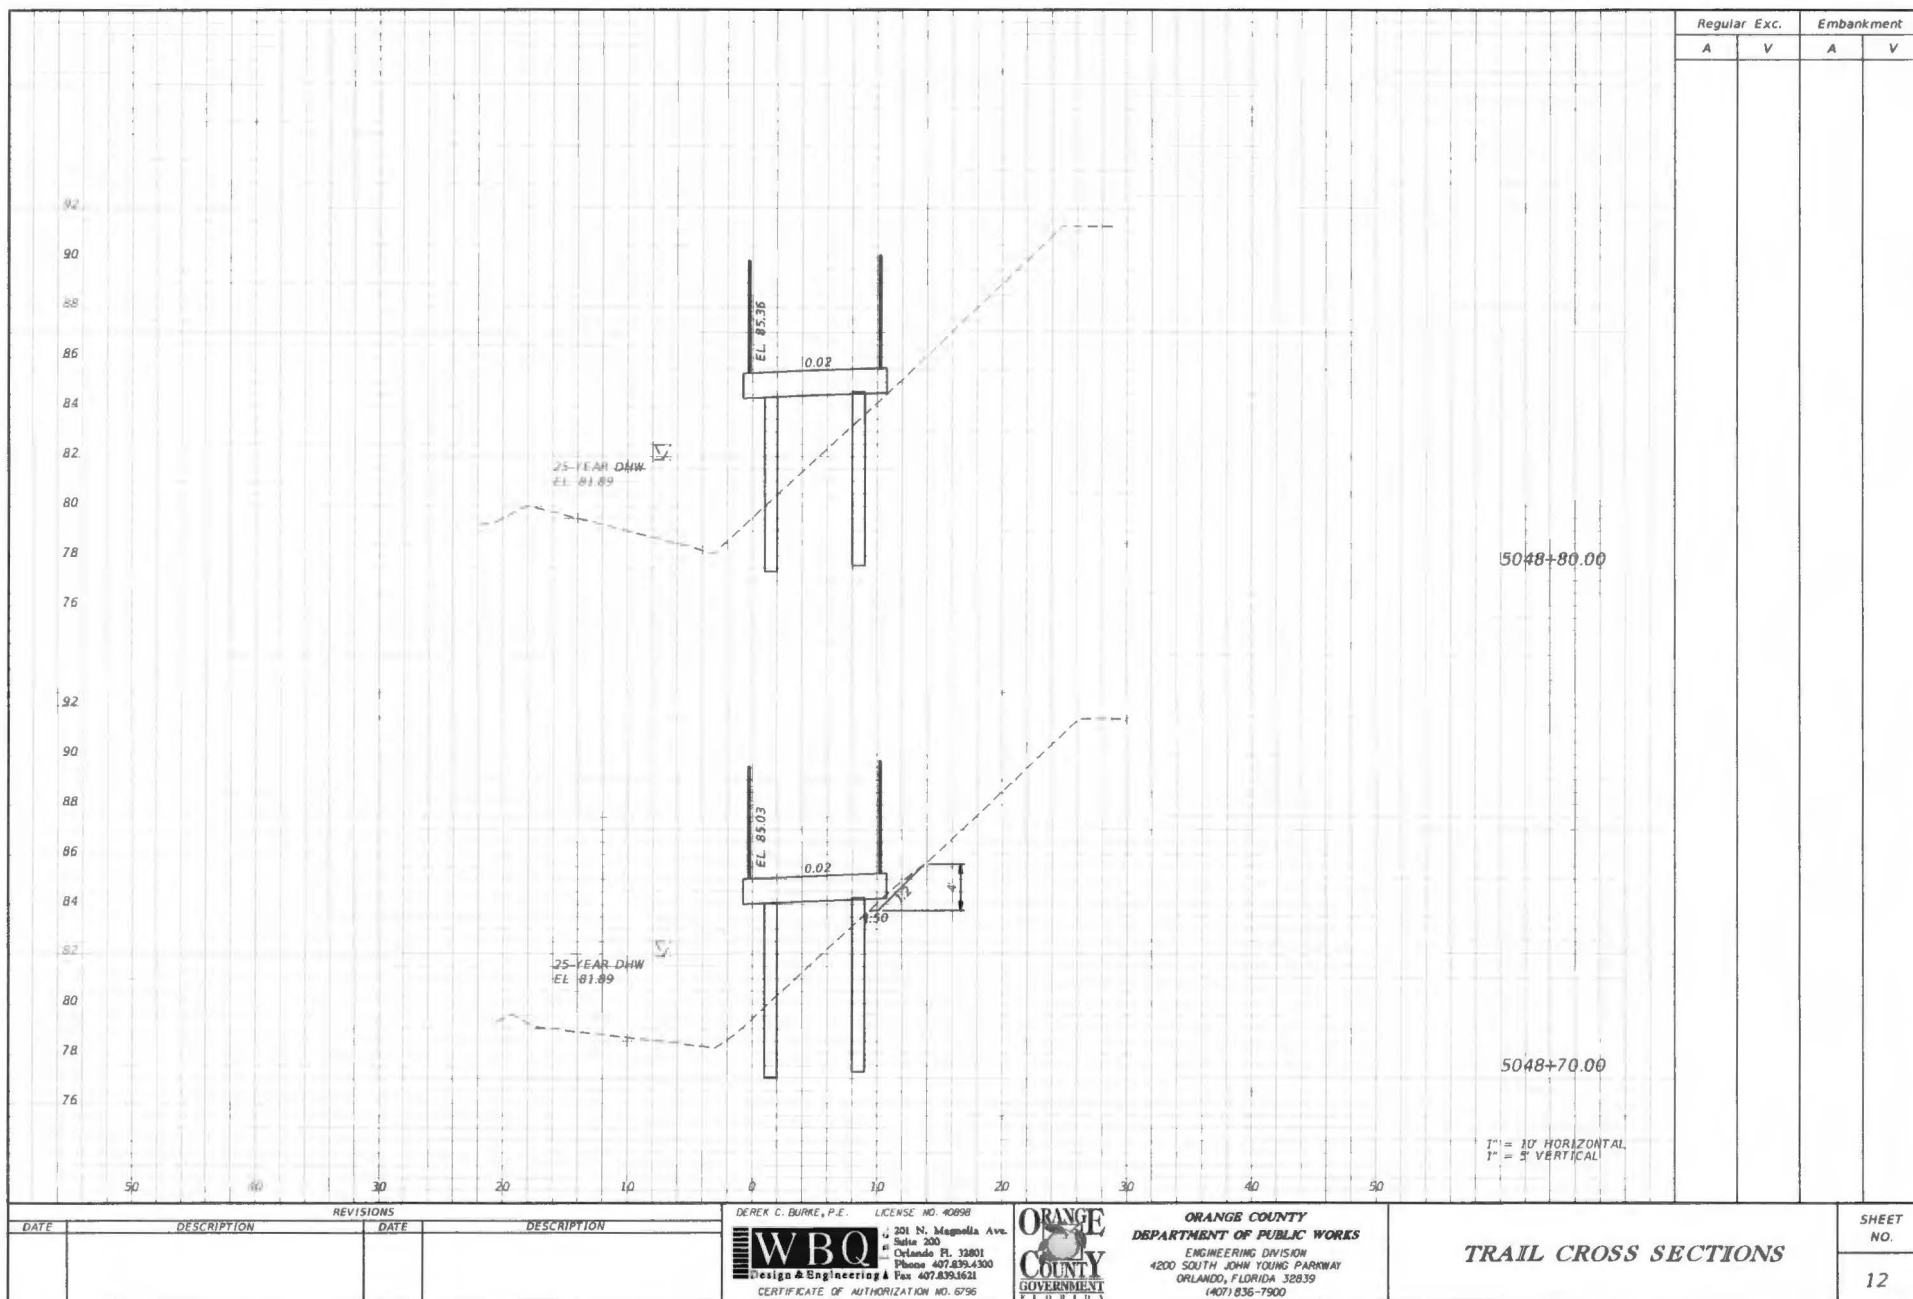 Regular Exc. Embankment
A V A V
92
90
88
86
84
82
80
78
76
EL. 85.36
0.02
25-YEAR DHW
EL 81.89
5048+80.00
92
90
88
86
84
82
80
78
76
EL. 85.03
0.02
1:2
4
1:50
25-YEAR DHW
EL 81.89
5048+70.00
1" = 10' HORIZONTAL
1" = 5' VERTICAL
50 40 30 20 10 0 10 20 30 40 50
REVISIONS
DATE DESCRIPTION DATE DESCRIPTION
DEREK C. BURKE, P.E. LICENSE NO. 40898
WBQ
Design & Engineering
201 N. Magnolia Ave.
Suite 200
Orlando Fl. 32801
Phone 407.839.4300
Fax 407.839.1621
CERTIFICATE OF AUTHORIZATION NO. 6796
ORANGE
COUNTY
GOVERNMENT
FLORIDA
ORANGE COUNTY
DEPARTMENT OF PUBLIC WORKS
ENGINEERING DIVISION
4200 SOUTH JOHN YOUNG PARKWAY
ORLANDO, FLORIDA 32839
(407) 836-7900
TRAIL CROSS SECTIONS
SHEET
NO.
12